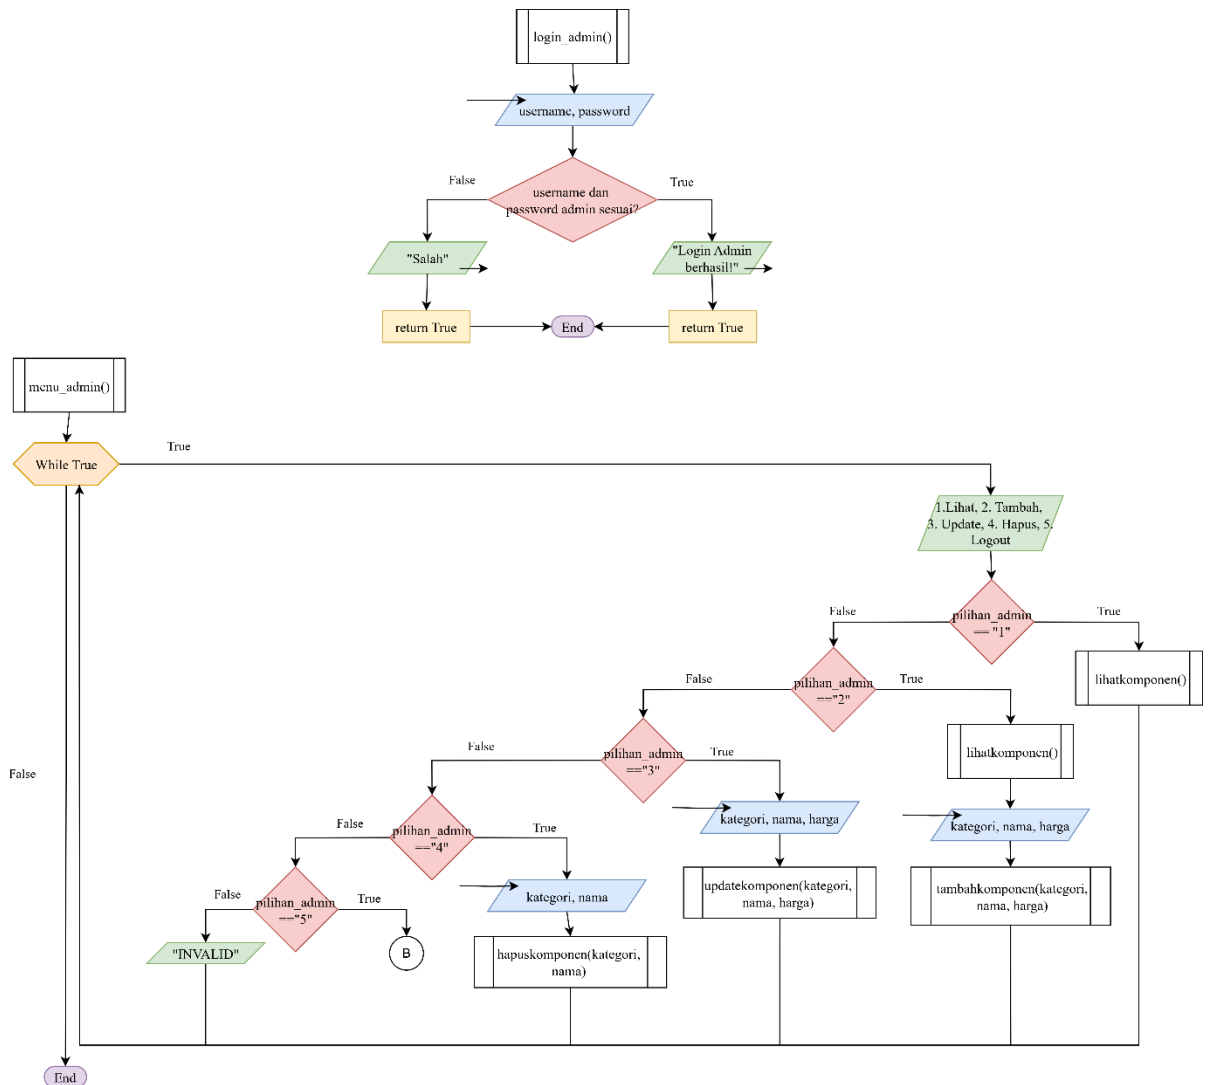 login_admin()
username, password
False
True
username dan
password admin sesuai?
"Salah"
"Login Admin
berhasil!"
return True
End
return True
menu_admin()
True
While True
1.Lihat, 2. Tambah,
3. Update, 4. Hapus, 5.
Logout
False
True
pilihan_admin
== "1"
lihatkomponen()
False
True
pilihan_admin
=="2"
lihatkomponen()
False
True
pilihan_admin
=="3"
False
kategori, nama, harga
kategori, nama, harga
False
True
pilihan_admin
=="4"
updatekomponen(kategori,
nama, harga)
tambahkomponen(kategori,
nama, harga)
False
True
pilihan_admin
=="5"
kategori, nama
"INVALID"
B
hapuskomponen(kategori,
nama)
End